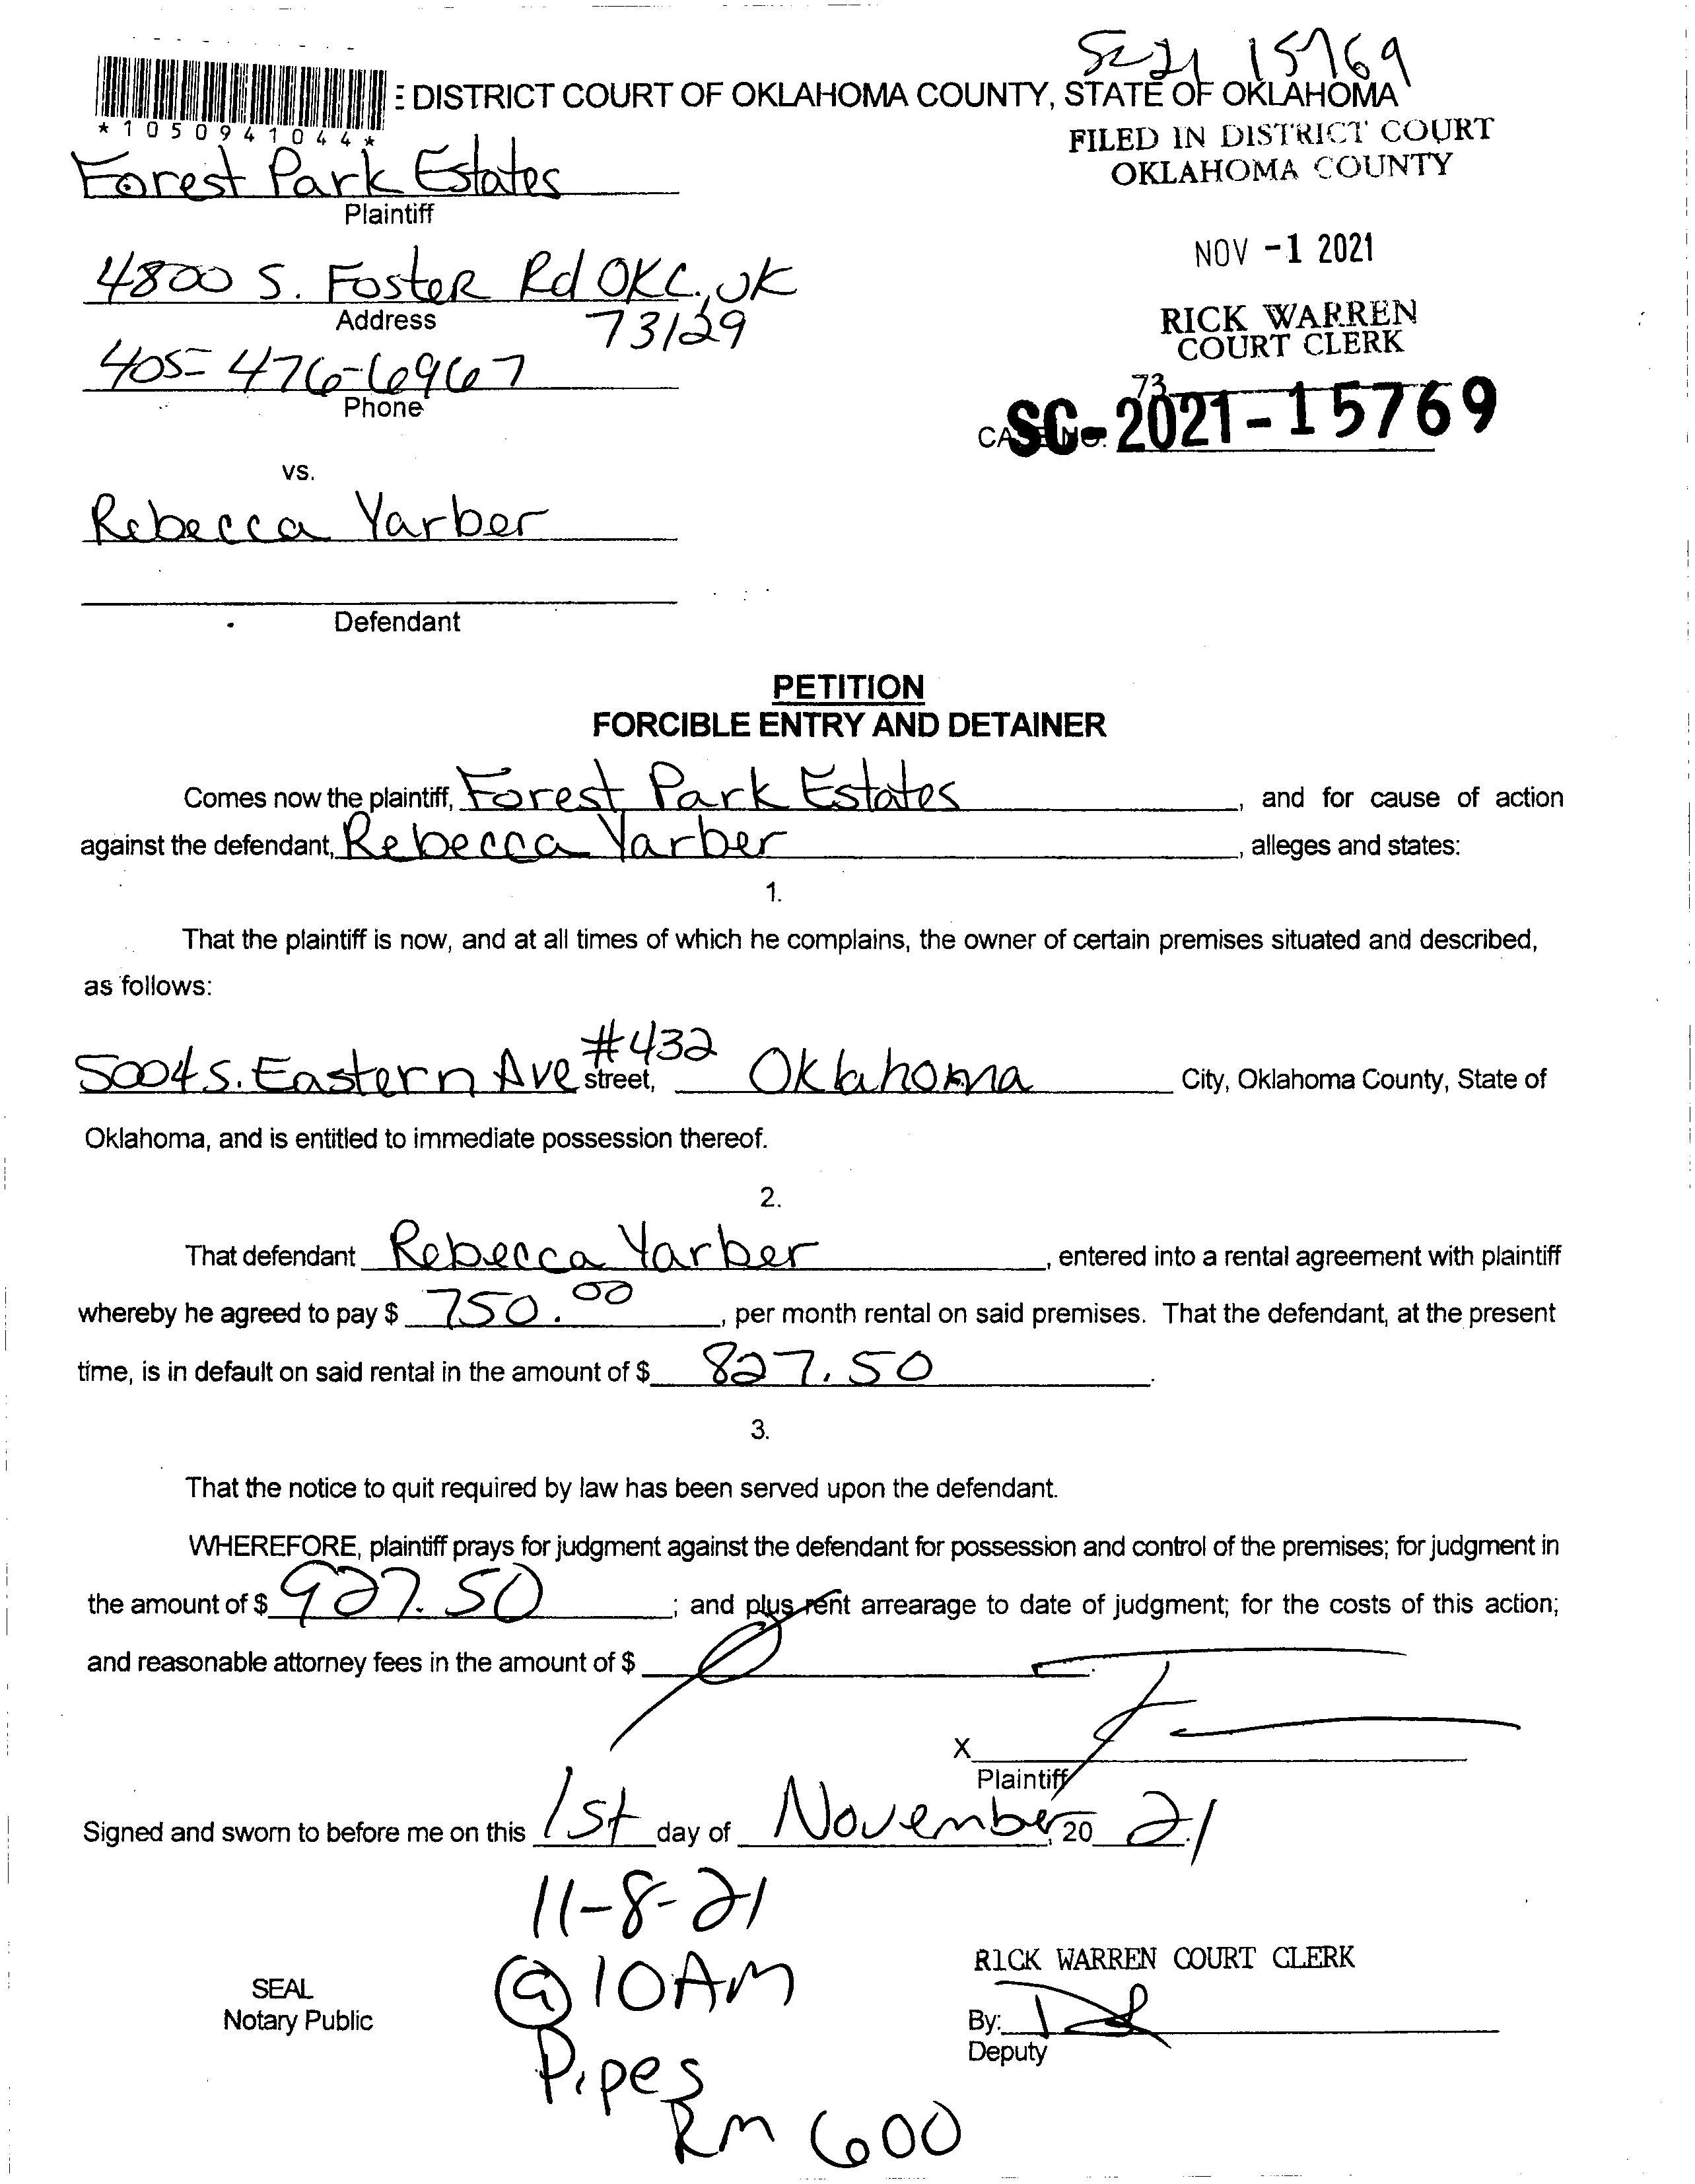 SC21 15769
DISTRICT COURT OF OKLAHOMA COUNTY, STATE OF OKLAHOMA
*1050941044*
FILED IN DISTRICT COURT
OKLAHOMA COUNTY
Forest Park Estates
Plaintiff
NOV -1 2021
4800 S. Foster Rd OKC, OK
Address
73129
RICK WARREN
COURT CLERK
405-476-6967
Phone
73
CASE NO. SC-2021-15769
vs.
Rebecca Yarber
Defendant
PETITION
FORCIBLE ENTRY AND DETAINER
Comes now the plaintiff, Forest Park Estates, and for cause of action
against the defendant, Rebecca Yarber, alleges and states:
1.
That the plaintiff is now, and at all times of which he complains, the owner of certain premises situated and described,
as follows:
5004 S. Eastern Ave #432 street, Oklahoma City, Oklahoma County, State of
Oklahoma, and is entitled to immediate possession thereof.
2.
That defendant Rebecca Yarber, entered into a rental agreement with plaintiff
whereby he agreed to pay $ 750.00, per month rental on said premises. That the defendant, at the present
time, is in default on said rental in the amount of $ 827.50.
3.
That the notice to quit required by law has been served upon the defendant.
WHEREFORE, plaintiff prays for judgment against the defendant for possession and control of the premises; for judgment in
the amount of $ 927.50; and plus rent arrearage to date of judgment; for the costs of this action;
and reasonable attorney fees in the amount of $ 0.
X
Plaintiff
Signed and sworn to before me on this 1st day of November, 20 21.
11-8-21
@ 10AM
RICK WARREN COURT CLERK
SEAL
Notary Public
By:
Deputy
Pipes
Rm 600